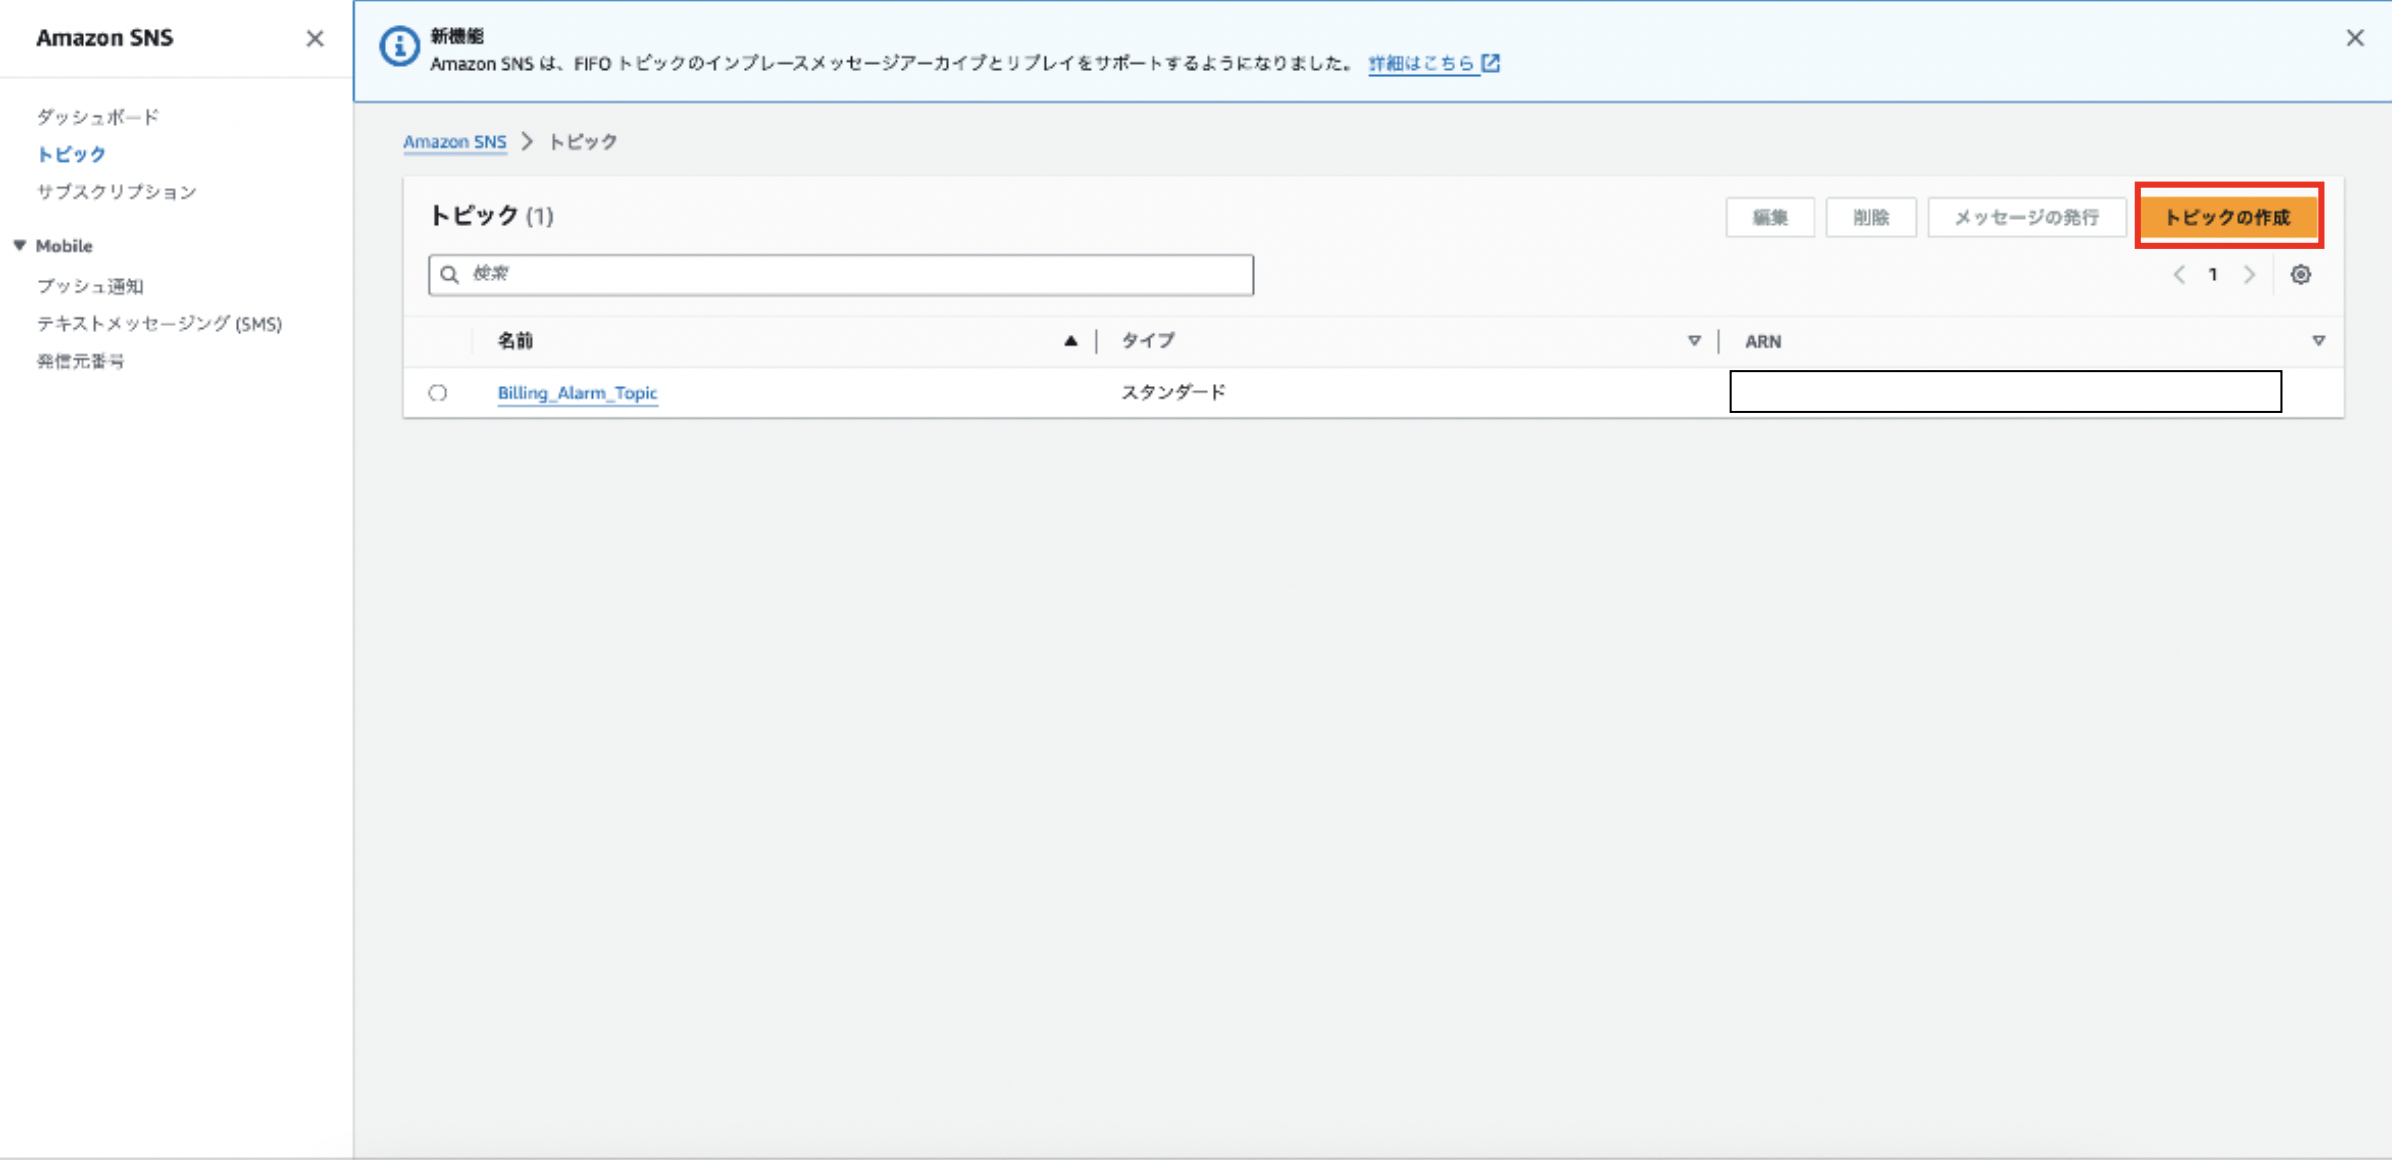 Amazon SNS
ダッシュボード
トピック
サブスクリプション
Mobile
プッシュ通知
テキストメッセージング (SMS)
発信元番号
新機能
Amazon SNS は、FIFO トピックのインプレースメッセージアーカイブとリプレイをサポートするようになりました。 詳細はこちら
Amazon SNS トピック
トピック (1)
編集 削除 メッセージの発行 トピックの作成
検索
1
名前 タイプ ARN
Billing_Alarm_Topic スタンダード